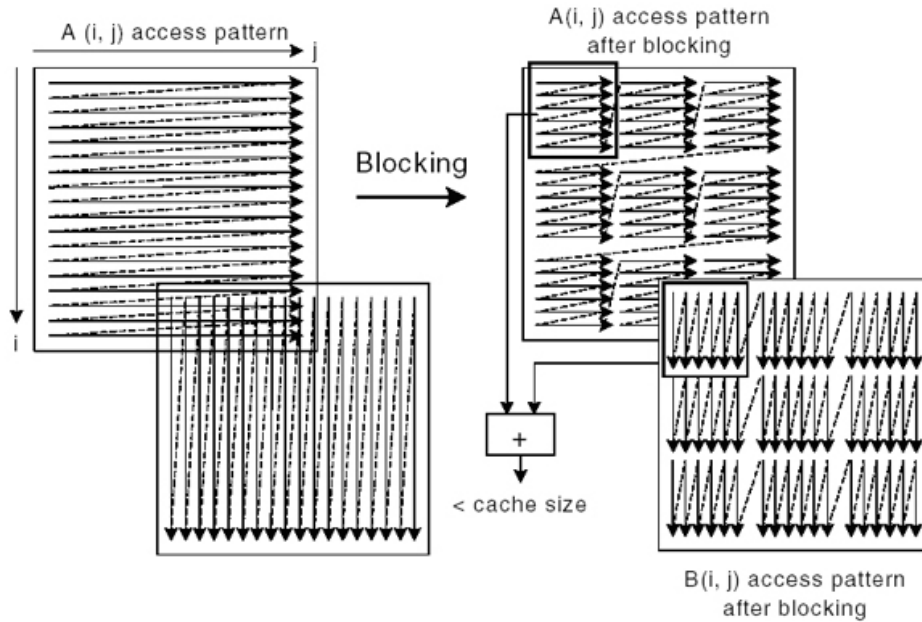 A (i, j) access pattern
j
i
Blocking
A(i, j) access pattern
after blocking
+
< cache size
B(i, j) access pattern
after blocking